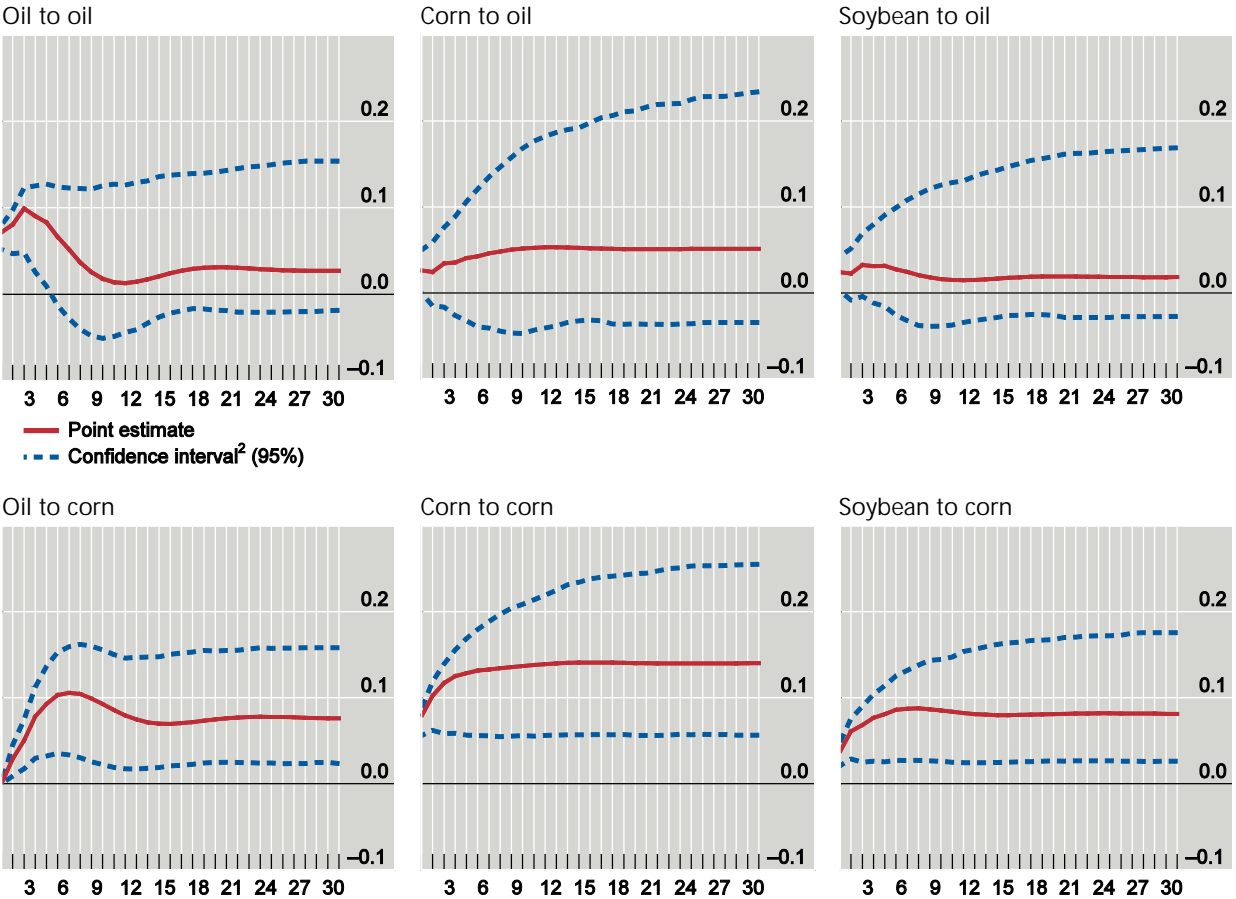 Oil to oil
Corn to oil
Soybean to oil
0.2
0.1
0.0
–0.1
3 6 9 12 15 18 21 24 27 30
0.2
0.1
0.0
–0.1
3 6 9 12 15 18 21 24 27 30
0.2
0.1
0.0
–0.1
3 6 9 12 15 18 21 24 27 30
Point estimate
Confidence interval² (95%)
Oil to corn
Corn to corn
Soybean to corn
0.2
0.1
0.0
–0.1
3 6 9 12 15 18 21 24 27 30
0.2
0.1
0.0
–0.1
3 6 9 12 15 18 21 24 27 30
0.2
0.1
0.0
–0.1
3 6 9 12 15 18 21 24 27 30